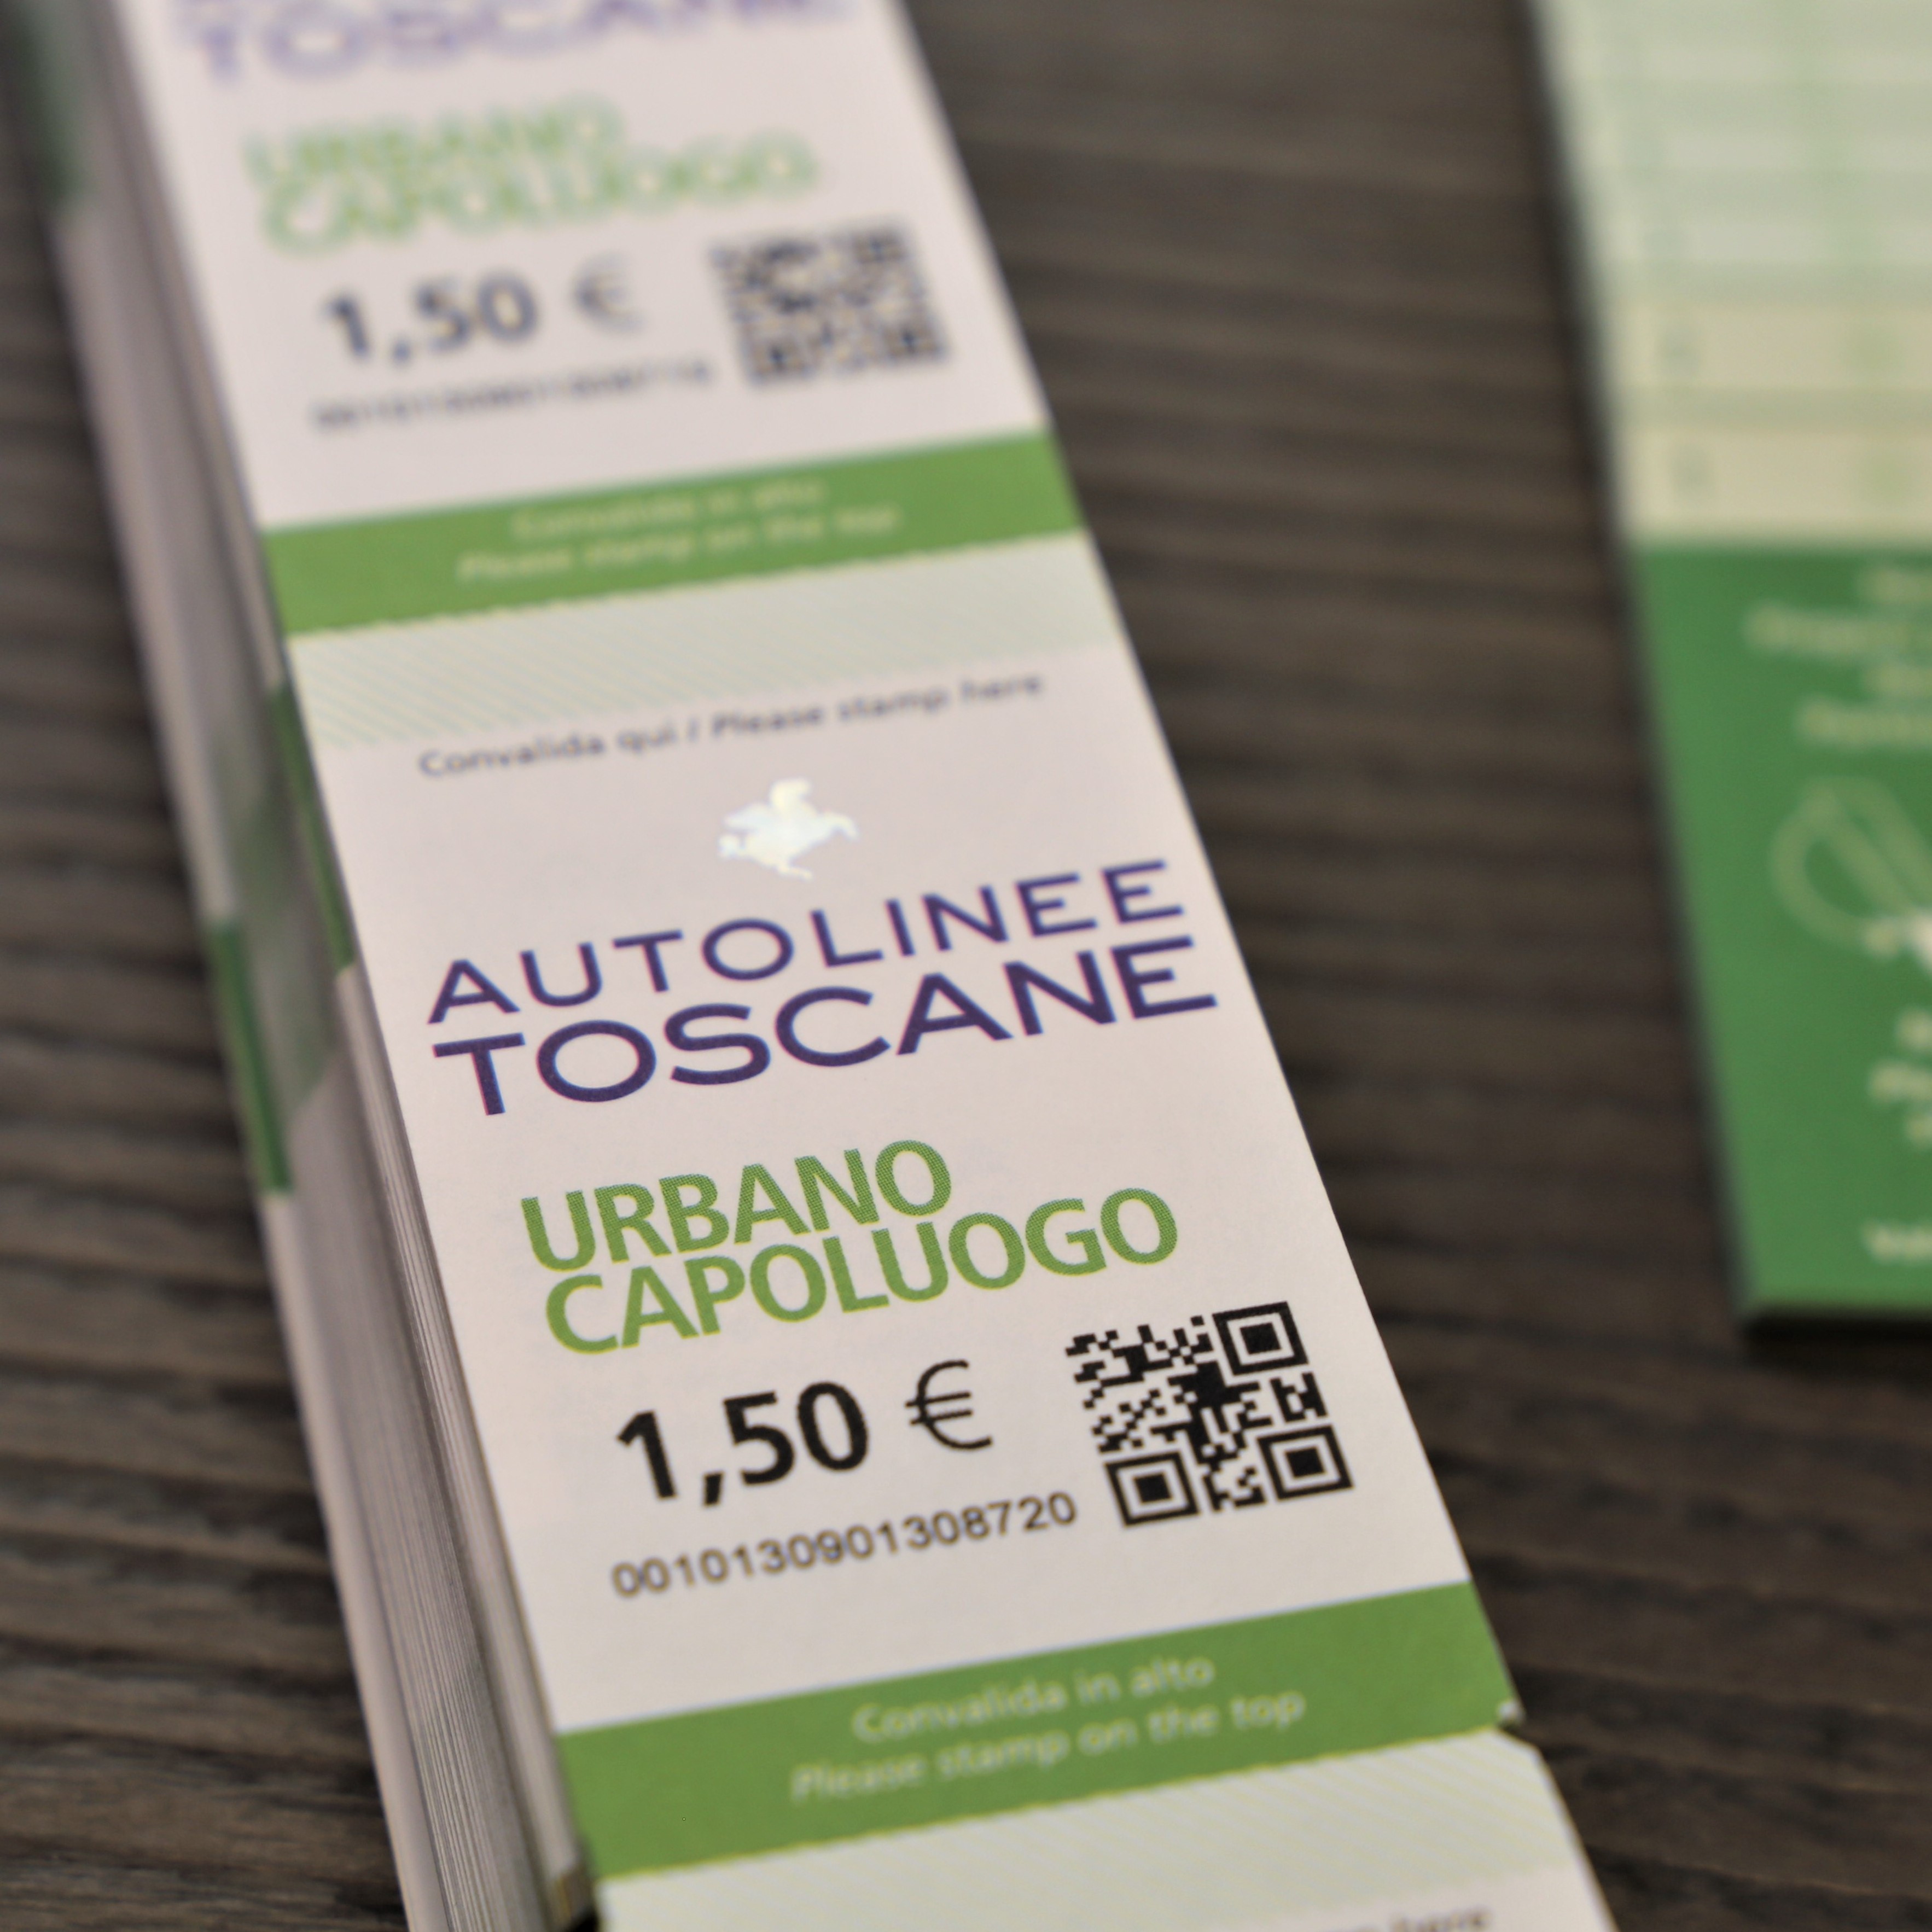 TOSCANE
URBANO
CAPOLUOGO
1,50 €
Convalida in alto
Please stamp on the top
Convalida qui / Please stamp here
AUTOLINEE
TOSCANE
URBANO
CAPOLUOGO
1,50 €
0010130901308720
Convalida in alto
Please stamp on the top
here